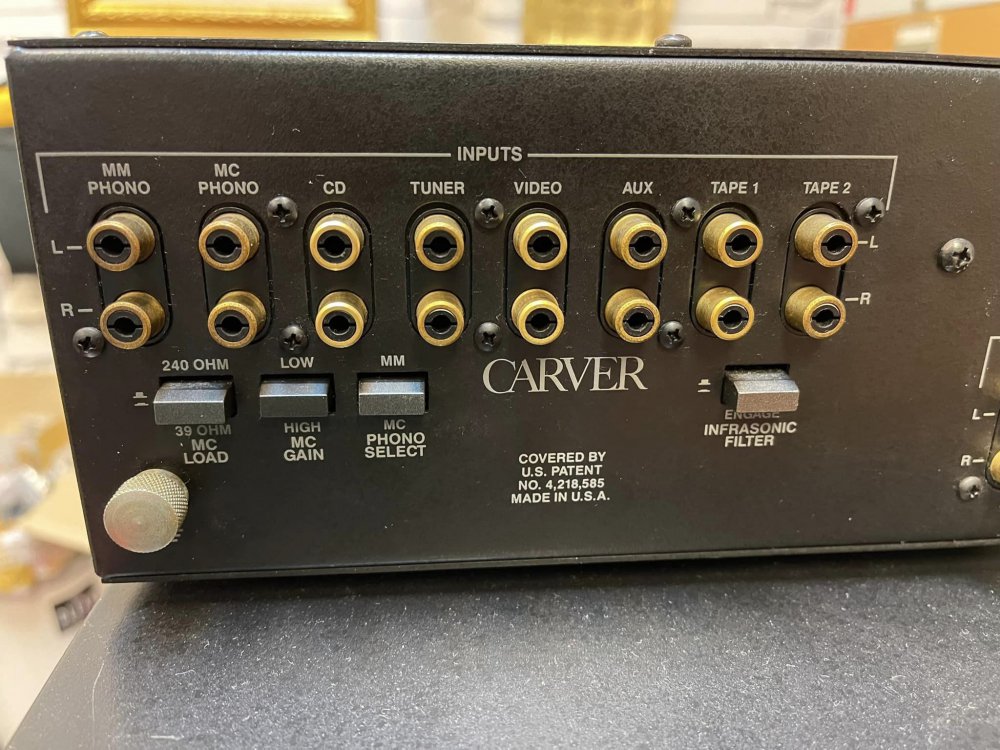 INPUTS
MM
PHONO
MC
PHONO
CD
TUNER
VIDEO
AUX
TAPE 1
TAPE 2
L
L
R
R
240 OHM
LOW
MM
CARVER
39 OHM
MC
LOAD
HIGH
MC
GAIN
MC
PHONO
SELECT
ENGAGE
INFRASONIC
FILTER
COVERED BY
U.S. PATENT
NO. 4,218,585
MADE IN U.S.A.
L
R